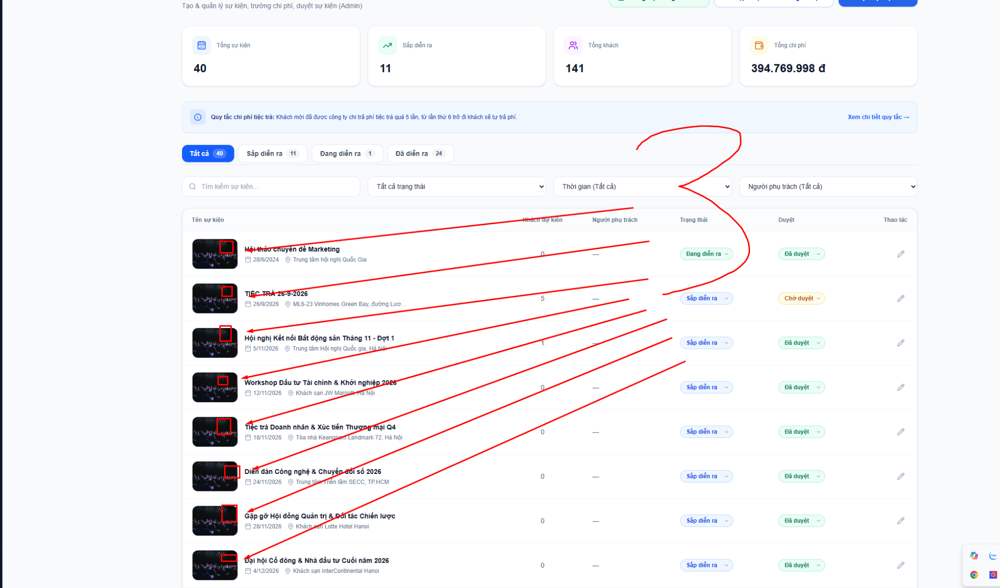 Tạo & quản lý sự kiện, trường chi phí, duyệt sự kiện (Admin)
Tổng sự kiện
40
Sắp diễn ra
11
Tổng khách
141
Tổng chi phí
394.769.998 đ
Quy tắc chi phí tiệc trà: Khách mời đã được công ty chi trả phí tiệc trà quá 5 lần, từ lần thứ 6 trở đi khách sẽ tự trả phí.
Xem chi tiết quy tắc →
Tất cả 40
Sắp diễn ra 11
Đang diễn ra 1
Đã diễn ra 24
Tìm kiếm sự kiện...
Tất cả trạng thái
Thời gian (Tất cả)
Người phụ trách (Tất cả)
Tên sự kiện Khách dự kiến Người phụ trách Trạng thái Duyệt Thao tác
Hội thảo chuyên đề Marketing
28/6/2024 Trung tâm hội nghị Quốc Gia
0 — Đang diễn ra Đã duyệt
TIỆC TRÀ 26-9-2026
26/9/2026 ML6-23 Vinhomes Green Bay, đường Lươ...
5 — Sắp diễn ra Chờ duyệt
Hội nghị Kết nối Bất động sản Tháng 11 - Đợt 1
5/11/2026 Trung tâm Hội nghị Quốc gia, Hà Nội
1 — Sắp diễn ra Đã duyệt
Workshop Đầu tư Tài chính & Khởi nghiệp 2026
12/11/2026 Khách sạn JW Marriott, Hà Nội
0 — Sắp diễn ra Đã duyệt
Tiệc trà Doanh nhân & Xúc tiến Thương mại Q4
18/11/2026 Tòa nhà Keangnam Landmark 72, Hà Nội
0 — Sắp diễn ra Đã duyệt
Diễn đàn Công nghệ & Chuyển đổi số 2026
24/11/2026 Trung tâm Triển lãm SECC, TP.HCM
0 — Sắp diễn ra Đã duyệt
Gặp gỡ Hội đồng Quản trị & Đối tác Chiến lược
28/11/2026 Khách sạn Lotte Hotel Hanoi
0 — Sắp diễn ra Đã duyệt
Đại hội Cổ đông & Nhà đầu tư Cuối năm 2026
4/12/2026 Khách sạn InterContinental Hanoi
0 — Sắp diễn ra Đã duyệt